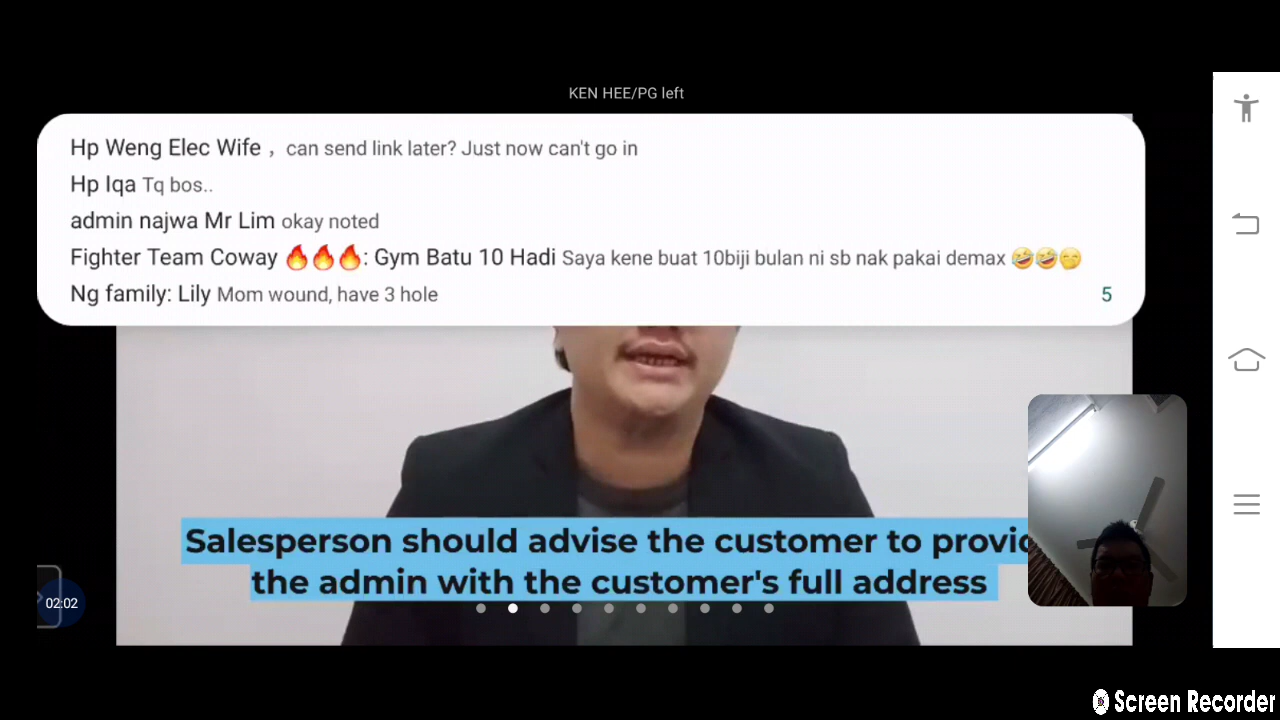 KEN HEE/PG left
Hp Weng Elec Wife , can send link later? Just now can't go in
Hp Iqa Tq bos..
admin najwa Mr Lim okay noted
Fighter Team Coway 🔥🔥🔥: Gym Batu 10 Hadi Saya kene buat 10biji bulan ni sb nak pakai demax 🤣🤣🤭
Ng family: Lily Mom wound, have 3 hole
5
Salesperson should advise the customer to
the admin with the customer's full address
02:02
Screen Recorder